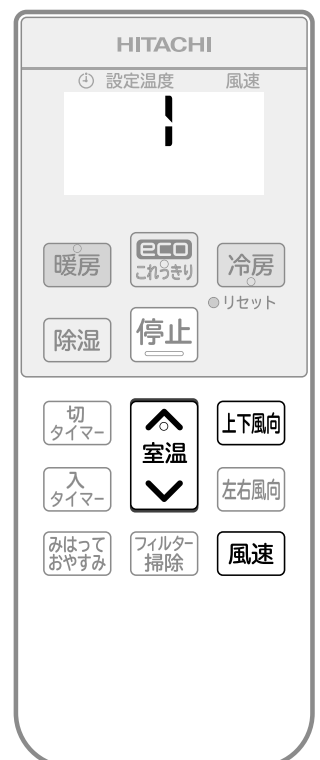 HITACHI
設定温度 風速
1
暖房
eco
これっきり
冷房
リセット
除湿
停止
切
タイマー
室温
上下風向
入
タイマー
左右風向
みはって
おやすみ
フィルター
掃除
風速